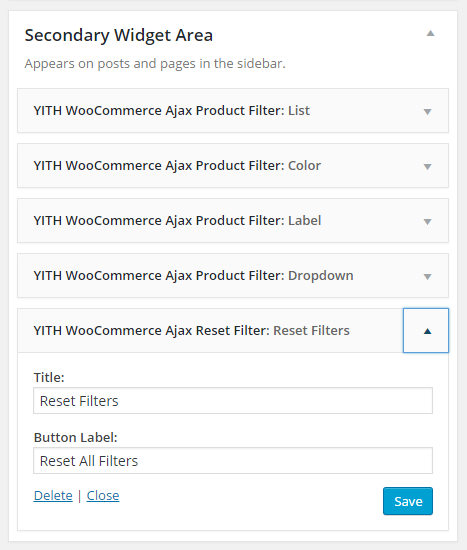 Secondary Widget Area
Appears on posts and pages in the sidebar.
YITH WooCommerce Ajax Product Filter: List
YITH WooCommerce Ajax Product Filter: Color
YITH WooCommerce Ajax Product Filter: Label
YITH WooCommerce Ajax Product Filter: Dropdown
YITH WooCommerce Ajax Reset Filter: Reset Filters
Title:
Reset Filters
Button Label:
Reset All Filters
Delete | Close
Save